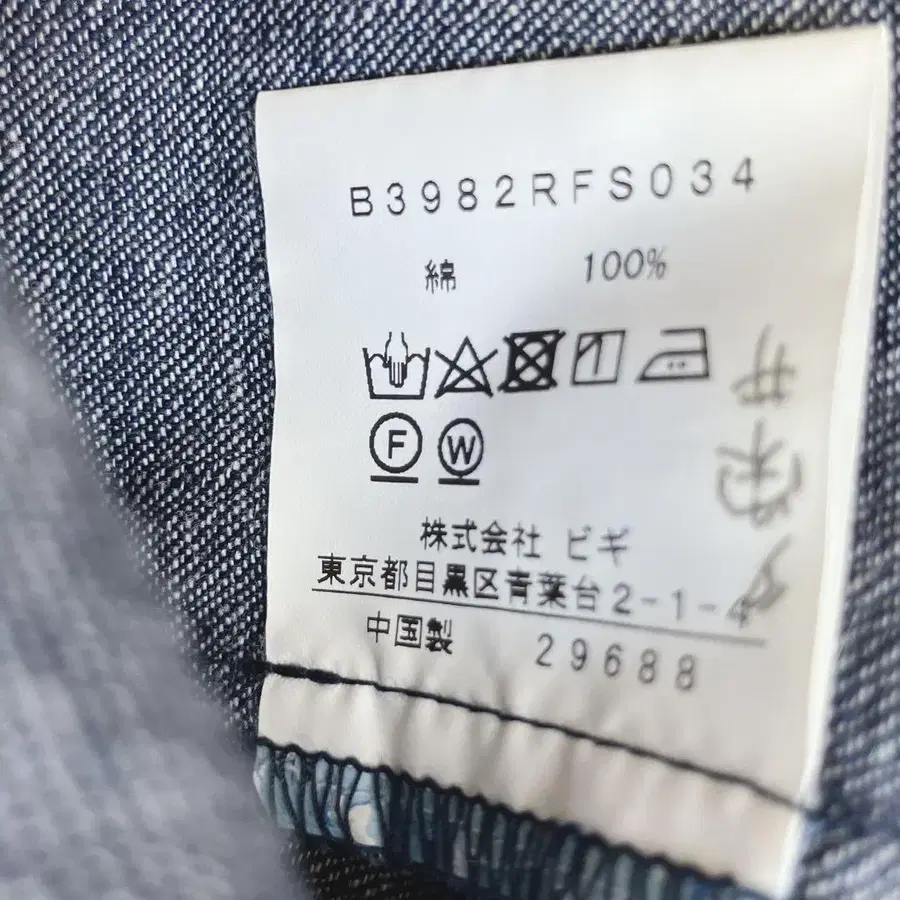 B3982RFS034
綿 100%
F W
株式会社 ビギ
東京都目黒区青葉台2-1-4
中国製 29688